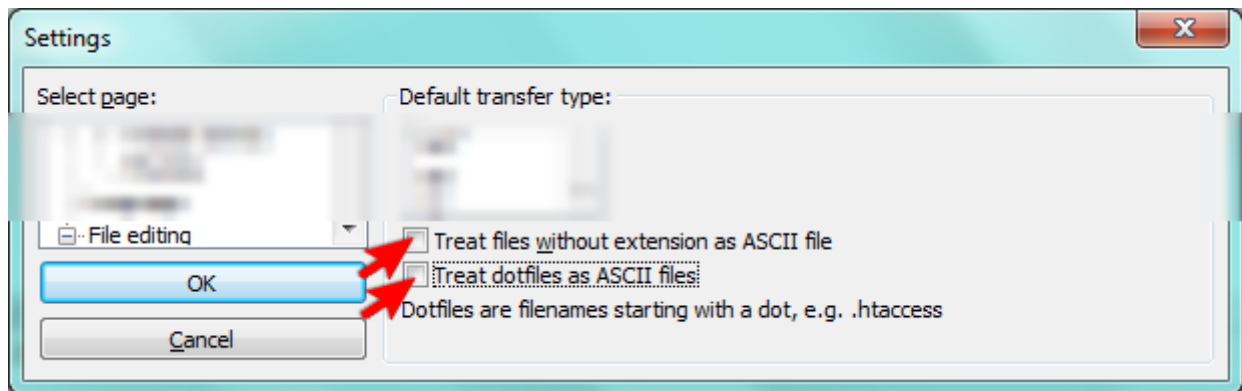 Settings
Select page:
Default transfer type:
File editing
Treat files without extension as ASCII file
OK
Treat dotfiles as ASCII files
Dotfiles are filenames starting with a dot, e.g. .htaccess
Cancel